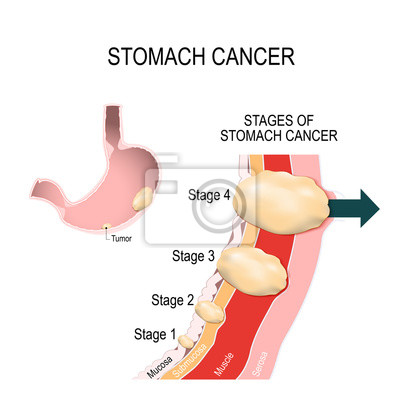 STOMACH CANCER
STAGES OF
STOMACH CANCER
Stage 4
Tumor
Stage 3
Stage 2
Stage 1
Mucosa
Submucosa
Muscle
Serosa